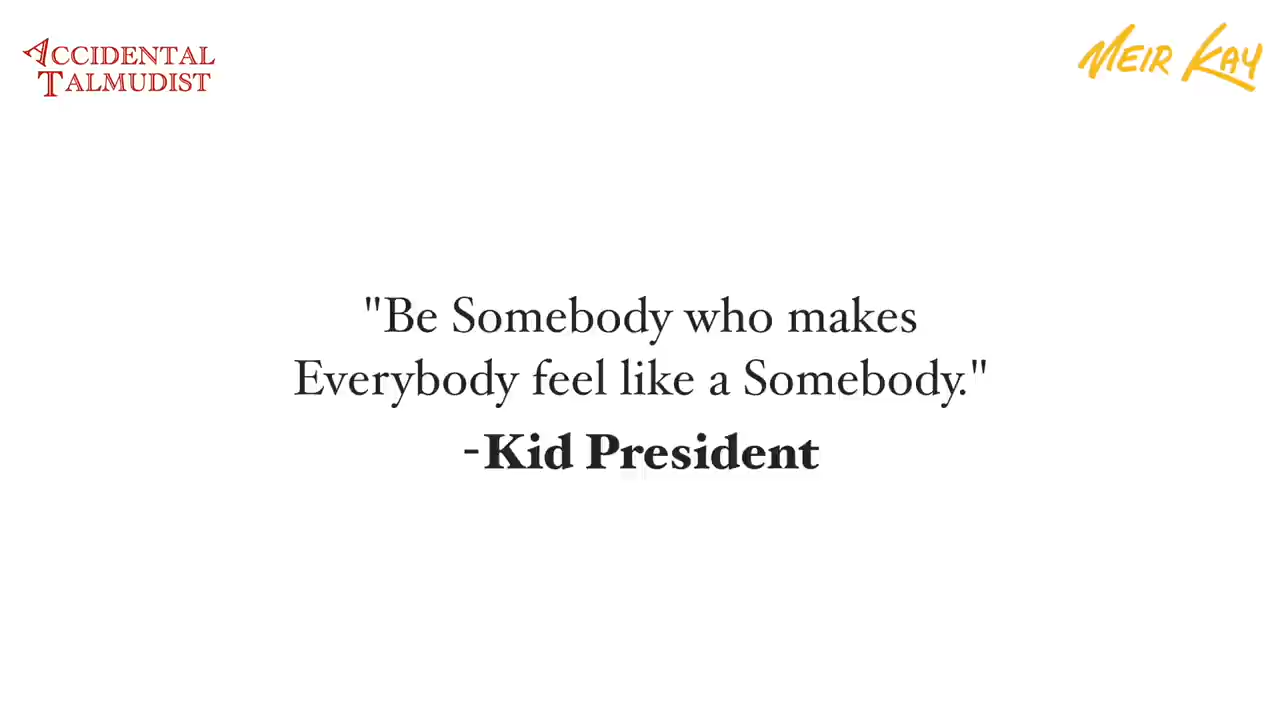 ACCIDENTAL
TALMUDIST
MEIR KAY
"Be Somebody who makes
Everybody feel like a Somebody."
-Kid President